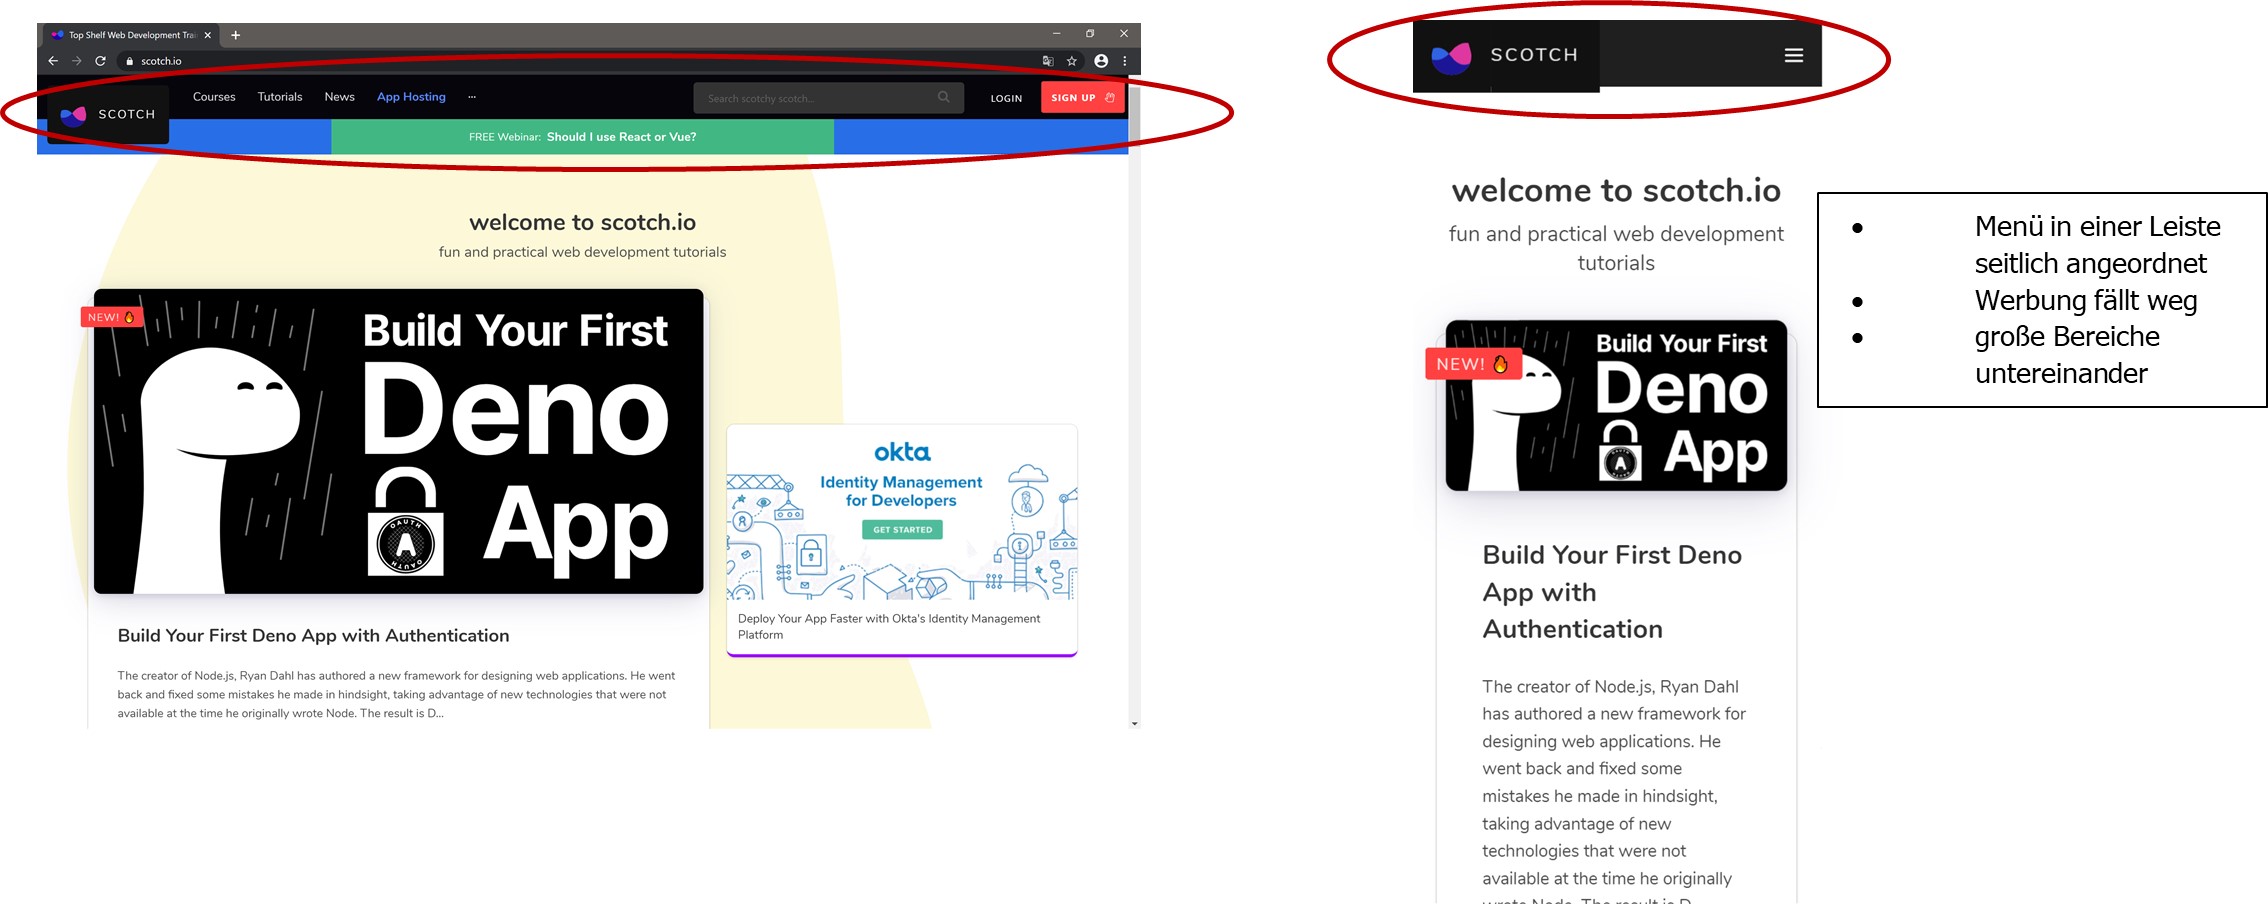 Top Shelf Web Development Trai
scotch.io
Courses Tutorials News App Hosting ...
Search scotchy scotch...
LOGIN
SIGN UP
SCOTCH
FREE Webinar: Should I use React or Vue?
welcome to scotch.io
fun and practical web development tutorials
NEW!
Build Your First
Deno
App
OAUTH
A
OAUTH
okta
Identity Management
for Developers
GET STARTED
Deploy Your App Faster with Okta's Identity Management
Platform
Build Your First Deno App with Authentication
The creator of Node.js, Ryan Dahl has authored a new framework for designing web applications. He went
back and fixed some mistakes he made in hindsight, taking advantage of new technologies that were not
available at the time he originally wrote Node. The result is D...
SCOTCH
welcome to scotch.io
fun and practical web development
tutorials
NEW!
Build Your First
Deno
App
A
Build Your First Deno
App with
Authentication
The creator of Node.js, Ryan Dahl
has authored a new framework for
designing web applications. He
went back and fixed some
mistakes he made in hindsight,
taking advantage of new
technologies that were not
available at the time he originally
wrote Node. The result is D...
• Menü in einer Leiste
seitlich angeordnet
• Werbung fällt weg
• große Bereiche
untereinander